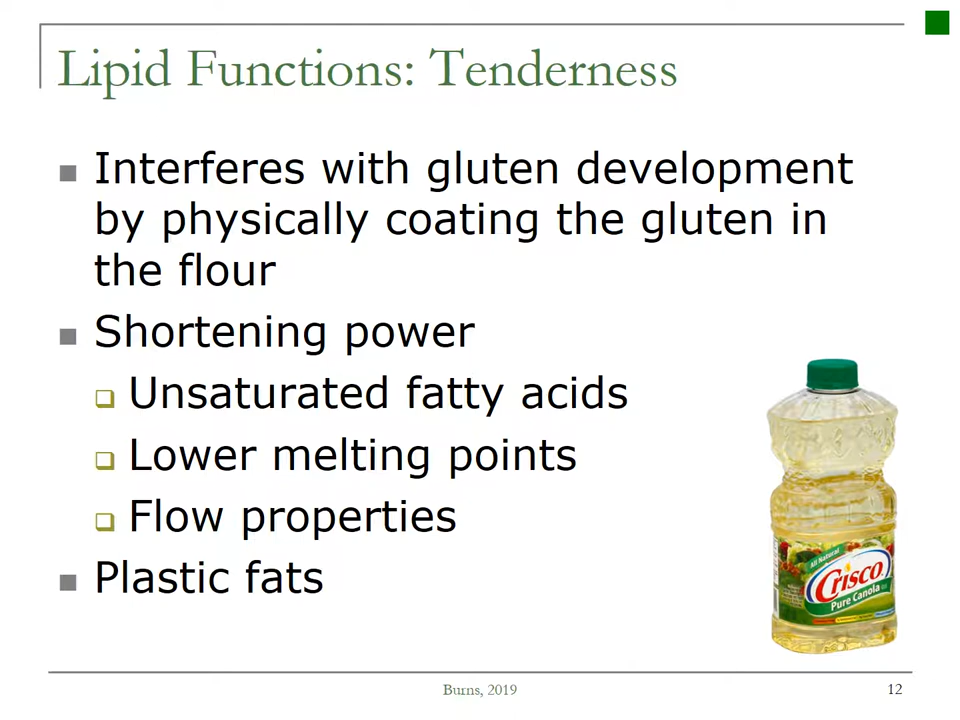 Lipid Functions: Tenderness
Interferes with gluten development
by physically coating the gluten in
the flour
Shortening power
Unsaturated fatty acids
Lower melting points
Flow properties
Plastic fats
All Natural
Crisco
Pure Canola
Burns, 2019
12